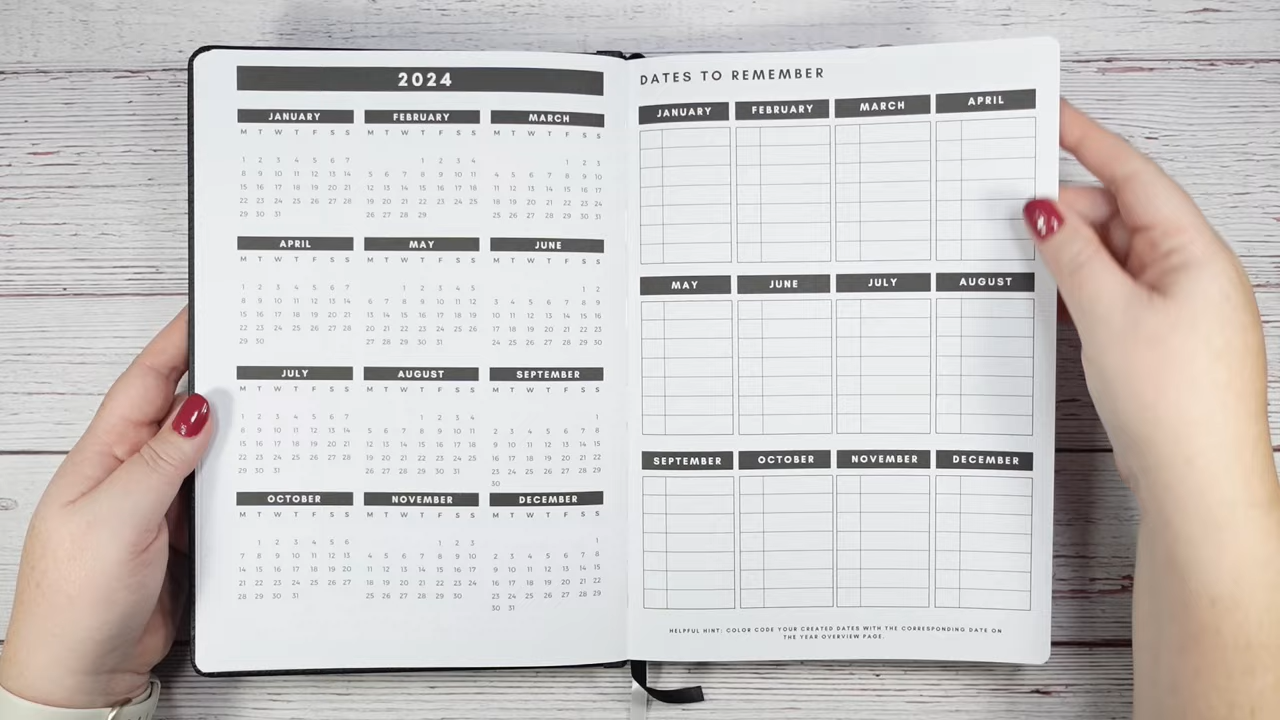 2024
JANUARY
M T W T F S S
1 2 3 4 5 6 7
8 9 10 11 12 13 14
15 16 17 18 19 20 21
22 23 24 25 26 27 28
29 30 31
FEBRUARY
M T W T F S S
1 2 3 4
5 6 7 8 9 10 11
12 13 14 15 16 17 18
19 20 21 22 23 24 25
26 27 28 29
MARCH
M T W T F S S
1 2 3
4 5 6 7 8 9 10
11 12 13 14 15 16 17
18 19 20 21 22 23 24
25 26 27 28 29 30 31
APRIL
M T W T F S S
1 2 3 4 5 6 7
8 9 10 11 12 13 14
15 16 17 18 19 20 21
22 23 24 25 26 27 28
29 30
MAY
M T W T F S S
1 2 3 4 5
6 7 8 9 10 11 12
13 14 15 16 17 18 19
20 21 22 23 24 25 26
27 28 29 30 31
JUNE
M T W T F S S
1 2
3 4 5 6 7 8 9
10 11 12 13 14 15 16
17 18 19 20 21 22 23
24 25 26 27 28 29 30
JULY
M T W T F S S
1 2 3 4 5 6 7
8 9 10 11 12 13 14
15 16 17 18 19 20 21
22 23 24 25 26 27 28
29 30 31
AUGUST
M T W T F S S
1 2 3 4
5 6 7 8 9 10 11
12 13 14 15 16 17 18
19 20 21 22 23 24 25
26 27 28 29 30 31
SEPTEMBER
M T W T F S S
1
2 3 4 5 6 7 8
9 10 11 12 13 14 15
16 17 18 19 20 21 22
23 24 25 26 27 28 29
30
OCTOBER
M T W T F S S
1 2 3 4 5 6
7 8 9 10 11 12 13
14 15 16 17 18 19 20
21 22 23 24 25 26 27
28 29 30 31
NOVEMBER
M T W T F S S
1 2 3
4 5 6 7 8 9 10
11 12 13 14 15 16 17
18 19 20 21 22 23 24
25 26 27 28 29 30
DECEMBER
M T W T F S S
1
2 3 4 5 6 7 8
9 10 11 12 13 14 15
16 17 18 19 20 21 22
23 24 25 26 27 28 29
30 31
DATES TO REMEMBER
JANUARY FEBRUARY MARCH APRIL
MAY JUNE JULY AUGUST
SEPTEMBER OCTOBER NOVEMBER DECEMBER
HELPFUL HINT: COLOR CODE YOUR CREATED DATES WITH THE CORRESPONDING DATE ON
THE YEAR OVERVIEW PAGE.